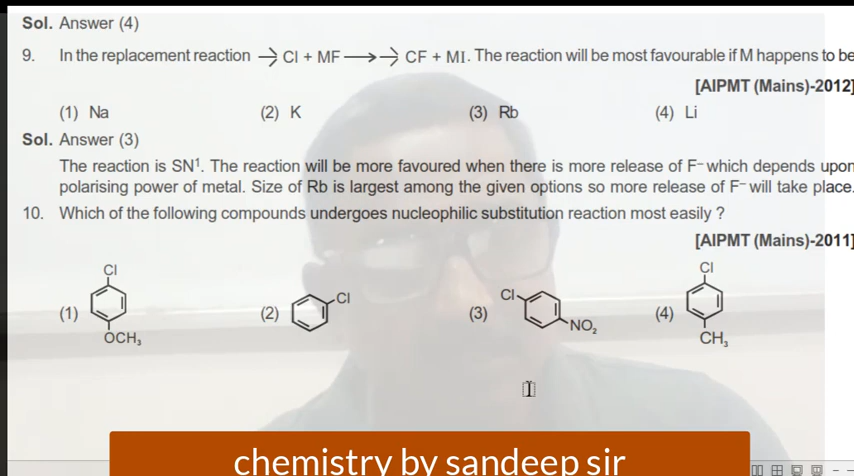 Sol. Answer (4)
9. In the replacement reaction Cl + MF CF + MI. The reaction will be most favourable if M happens to be
[AIPMT (Mains)-2012]
(1) Na (2) K (3) Rb (4) Li
Sol. Answer (3)
The reaction is SN¹. The reaction will be more favoured when there is more release of F⁻ which depends upon
polarising power of metal. Size of Rb is largest among the given options so more release of F⁻ will take place.
10. Which of the following compounds undergoes nucleophilic substitution reaction most easily ?
[AIPMT (Mains)-2011]
Cl Cl
(1) (2) Cl (3) Cl NO₂ (4)
OCH₃ CH₃
chemistry by sandeep sir